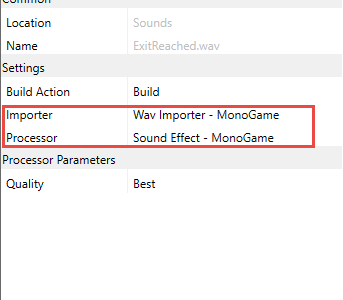 Common
Location Sounds
Name ExitReached.wav
Settings
Build Action Build
Importer Wav Importer - MonoGame
Processor Sound Effect - MonoGame
Processor Parameters
Quality Best